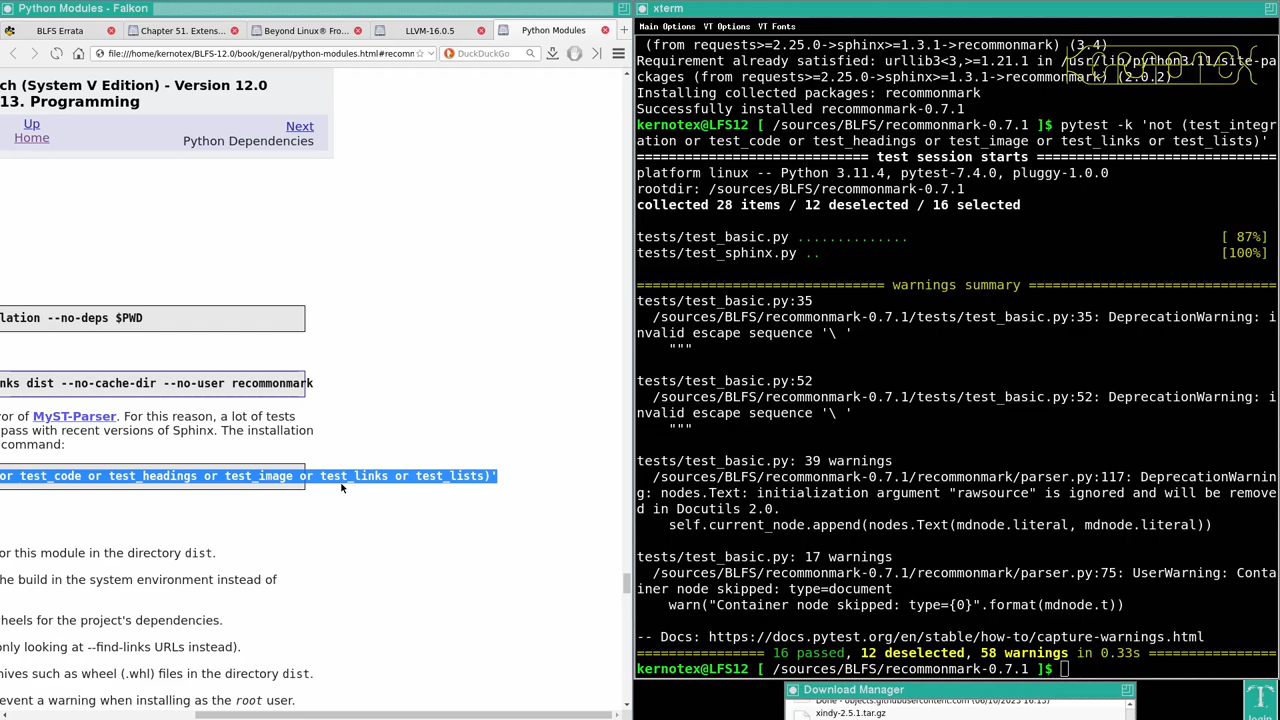 Python Modules - Falkon
BLFS Errata
Chapter 51. Exten...
Beyond Linux® Fro...
LLVM-16.0.5
Python Modules
file:///home/kernotex/BLFS-12.0/book/general/python-modules.html#recomm
DuckDuckGo
ch (System V Edition) - Version 12.0
13. Programming
Up
Next
Home
Python Dependencies
lation --no-deps $PWD
nks dist --no-cache-dir --no-user recommonmark
vor of MyST-Parser. For this reason, a lot of tests
pass with recent versions of Sphinx. The installation
command:
or test_code or test_headings or test_image or test_links or test_lists)'
or this module in the directory dist.
he build in the system environment instead of
heels for the project's dependencies.
only looking at --find-links URLs instead).
hives such as wheel (.whl) files in the directory dist.
event a warning when installing as the root user.
xterm
Main Options VT Options VT Fonts
(from requests>=2.25.0->sphinx>=1.3.1->recommonmark) (3.4)
Requirement already satisfied: urllib3<3,>=1.21.1 in /usr/lib/python3.11/site-pa
ckages (from requests>=2.25.0->sphinx>=1.3.1->recommonmark) (2.0.2)
Installing collected packages: recommonmark
Successfully installed recommonmark-0.7.1
kernotex@LFS12 [ /sources/BLFS/recommonmark-0.7.1 ]$ pytest -k 'not (test_integr
ation or test_code or test_headings or test_image or test_links or test_lists)'
============================= test session starts ==============================
platform linux -- Python 3.11.4, pytest-7.4.0, pluggy-1.0.0
rootdir: /sources/BLFS/recommonmark-0.7.1
collected 28 items / 12 deselected / 16 selected
tests/test_basic.py .............. [ 87%]
tests/test_sphinx.py .. [100%]
=============================== warnings summary ===============================
tests/test_basic.py:35
/sources/BLFS/recommonmark-0.7.1/tests/test_basic.py:35: DeprecationWarning: i
nvalid escape sequence '\ '
"""
tests/test_basic.py:52
/sources/BLFS/recommonmark-0.7.1/tests/test_basic.py:52: DeprecationWarning: i
nvalid escape sequence '\ '
"""
tests/test_basic.py: 39 warnings
/sources/BLFS/recommonmark-0.7.1/recommonmark/parser.py:117: DeprecationWarnin
g: nodes.Text: initialization argument "rawsource" is ignored and will be remove
d in Docutils 2.0.
self.current_node.append(nodes.Text(mdnode.literal, mdnode.literal))
tests/test_basic.py: 17 warnings
/sources/BLFS/recommonmark-0.7.1/recommonmark/parser.py:75: UserWarning: Conta
iner node skipped: type=document
warn("Container node skipped: type={0}".format(mdnode.t))
-- Docs: https://docs.pytest.org/en/stable/how-to/capture-warnings.html
================ 16 passed, 12 deselected, 58 warnings in 0.33s ================
kernotex@LFS12 [ /sources/BLFS/recommonmark-0.7.1 ]$
Download Manager
xindy-2.5.1.tar.gz
login